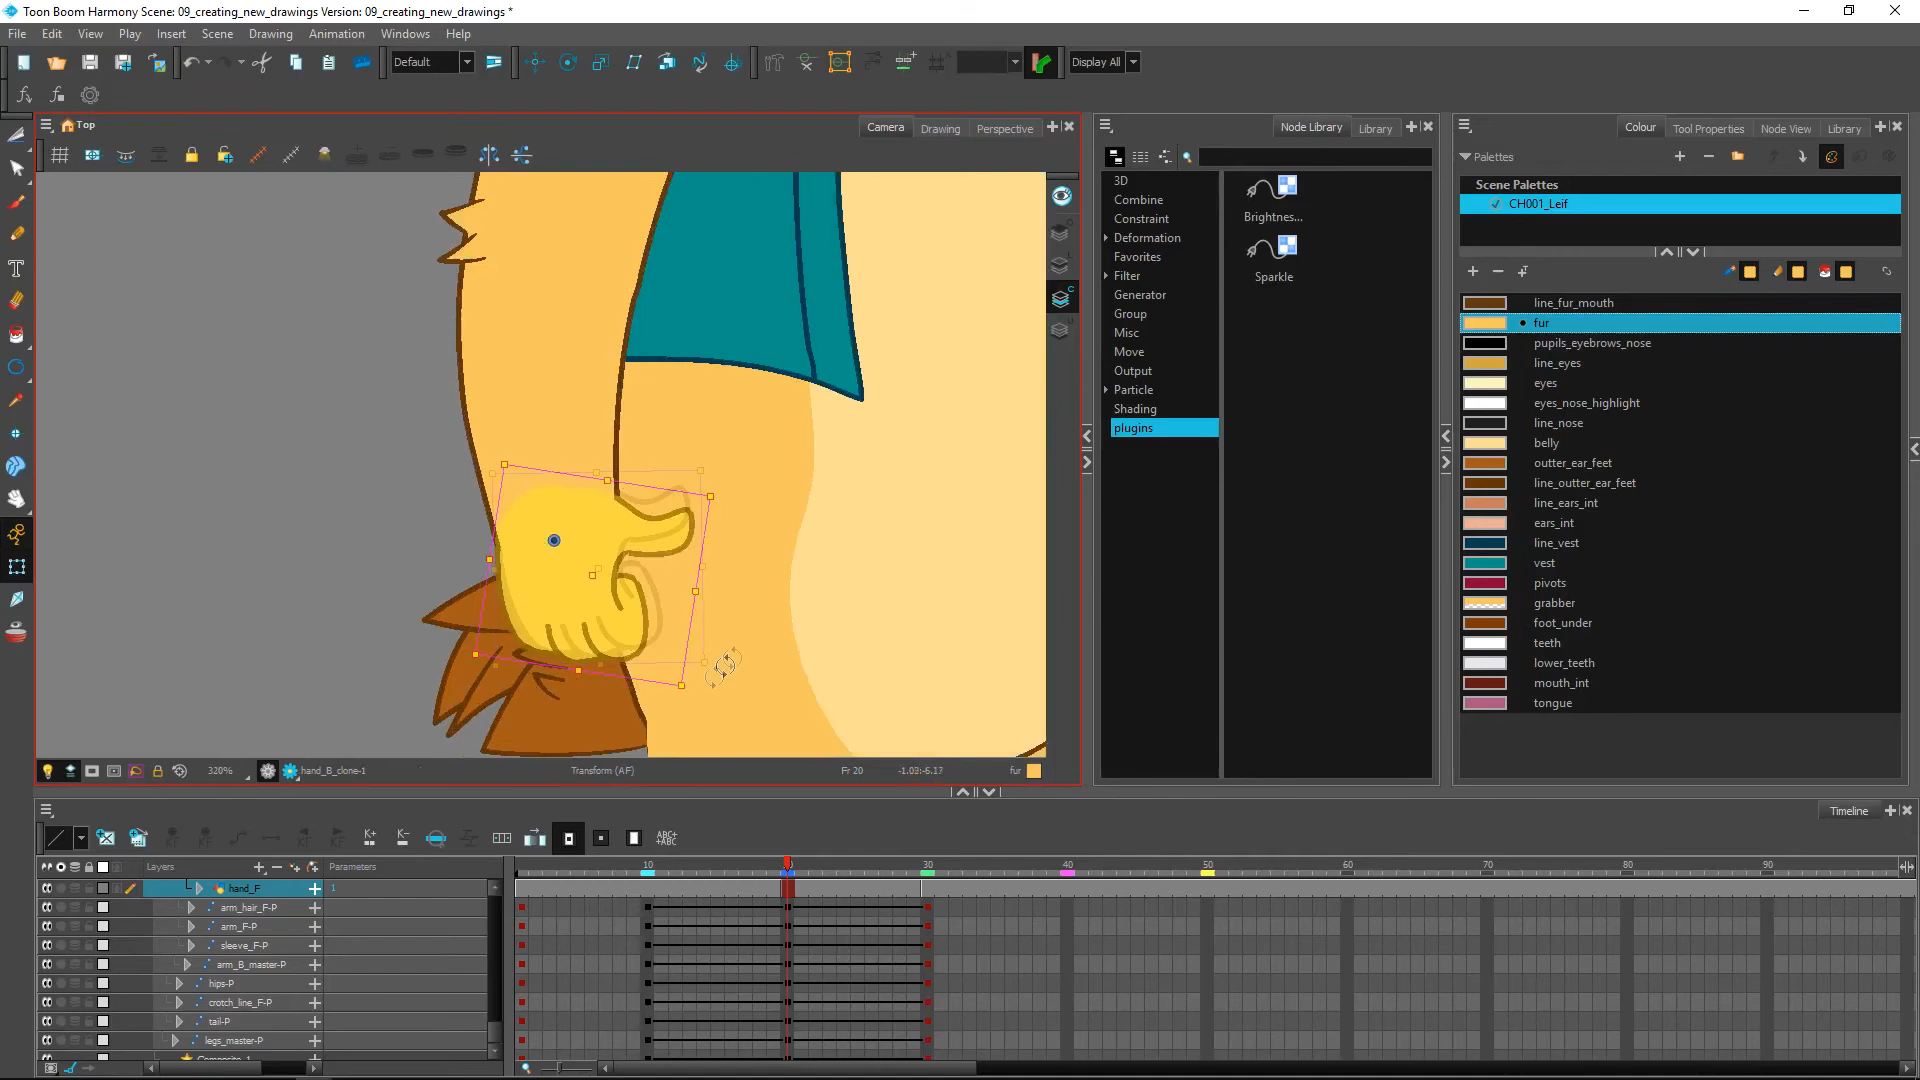 Toon Boom Harmony Scene: 09_creating_new_drawings Version: 09_creating_new_drawings *
File Edit View Play Insert Scene Drawing Animation Windows Help
Default
Display All
Top
Camera Drawing Perspective
Node Library Library
Colour Tool Properties Node View Library
Palettes
Scene Palettes
CH001_Leif
3D
Combine
Constraint
Deformation
Favorites
Filter
Generator
Group
Misc
Move
Output
Particle
Shading
plugins
Brightnes...
Sparkle
line_fur_mouth
fur
pupils_eyebrows_nose
line_eyes
eyes
eyes_nose_highlight
line_nose
belly
outter_ear_feet
line_outter_ear_feet
line_ears_int
ears_int
line_vest
vest
pivots
grabber
foot_under
teeth
lower_teeth
mouth_int
tongue
320% hand_B_clone-1 Transform (AF) Fr 20 -1.03:-5.17 fur
Timeline
K+ K- ABC+ +ABC
Layers Parameters
10 30 40 50 60 70 80 90
hand_F 1
arm_hair_F-P
arm_F-P
sleeve_F-P
arm_B_master-P
hips-P
crotch_line_F-P
tail-P
legs_master-P
Composite_1